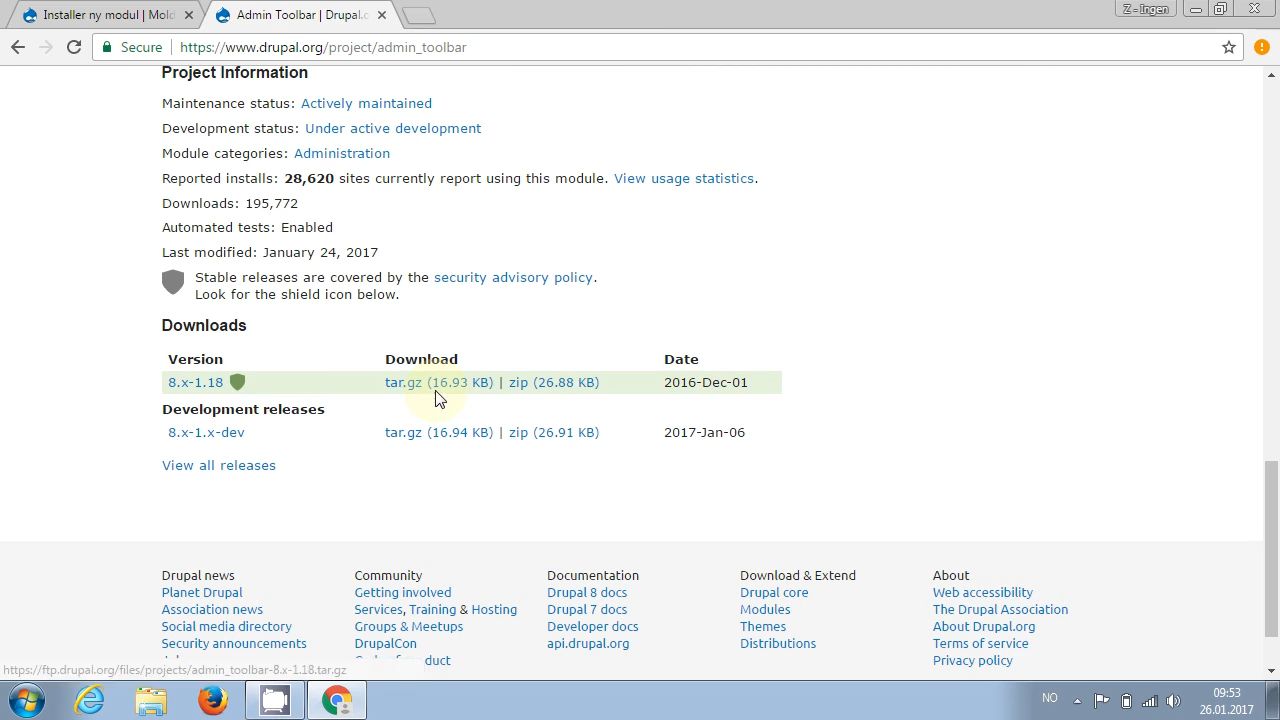 Installer ny modul | Mold
Admin Toolbar | Drupal.o
Z - Ingen
Secure
https://www.drupal.org/project/admin_toolbar
Project Information
Maintenance status: Actively maintained
Development status: Under active development
Module categories: Administration
Reported installs: 28,620 sites currently report using this module. View usage statistics.
Downloads: 195,772
Automated tests: Enabled
Last modified: January 24, 2017
Stable releases are covered by the security advisory policy.
Look for the shield icon below.
Downloads
Version Download Date
8.x-1.18 tar.gz (16.93 KB) | zip (26.88 KB) 2016-Dec-01
Development releases
8.x-1.x-dev tar.gz (16.94 KB) | zip (26.91 KB) 2017-Jan-06
View all releases
Drupal news Community Documentation Download & Extend About
Planet Drupal Getting involved Drupal 8 docs Drupal core Web accessibility
Association news Services, Training & Hosting Drupal 7 docs Modules The Drupal Association
Social media directory Groups & Meetups Developer docs Themes About Drupal.org
Security announcements DrupalCon api.drupal.org Distributions Terms of service
duct Privacy policy
https://ftp.drupal.org/files/projects/admin_toolbar-8.x-1.18.tar.gz
NO
09:53
26.01.2017